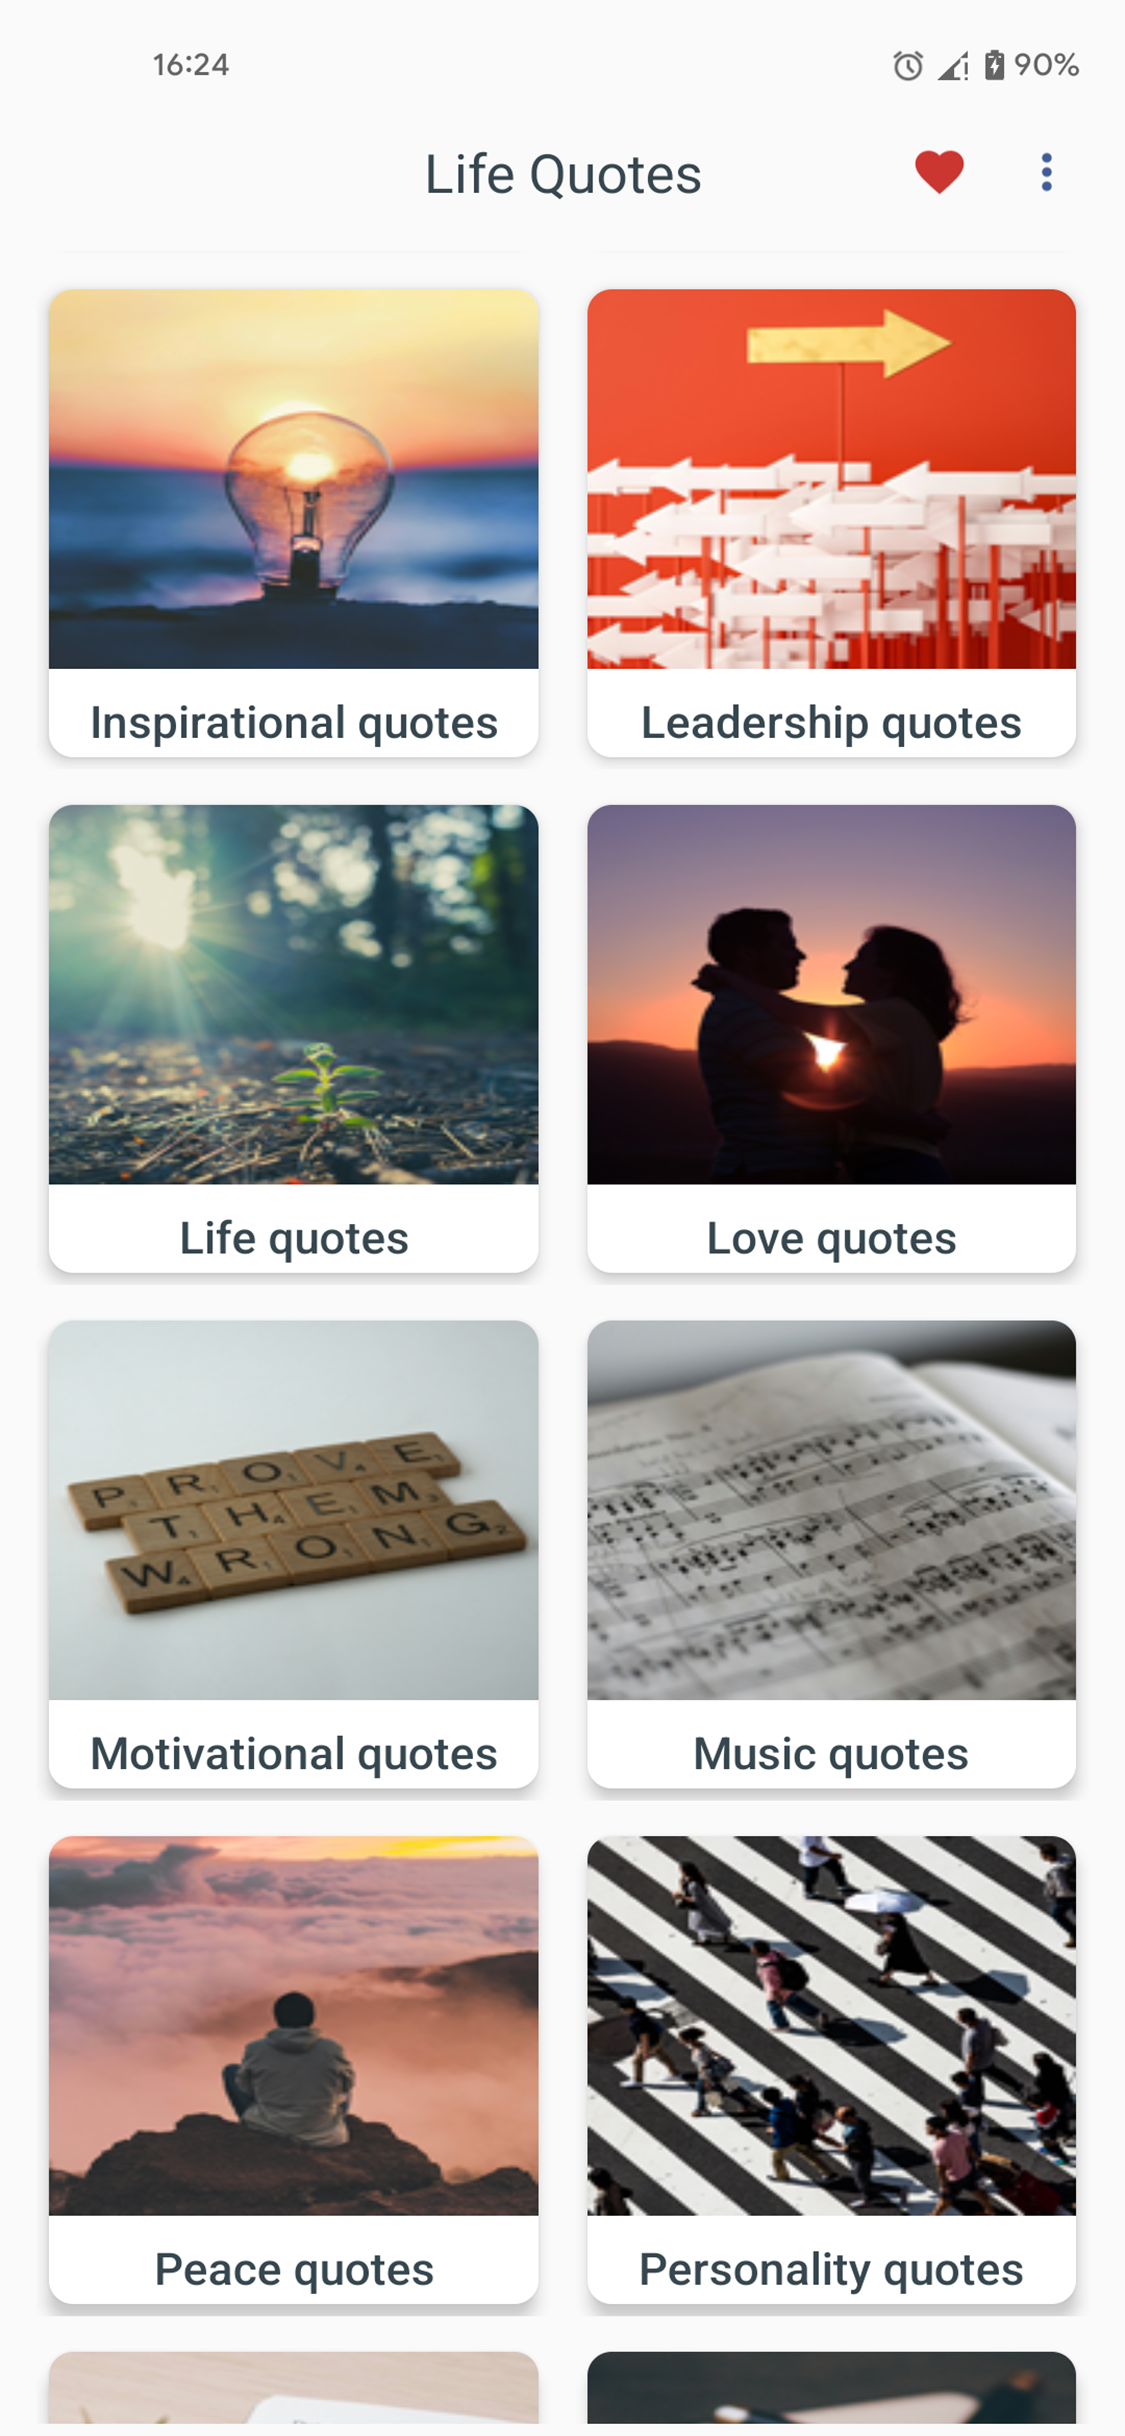 16:24
90%
Life Quotes
Inspirational quotes
Leadership quotes
Life quotes
Love quotes
PROVE
THEM
WRONG
Motivational quotes
Music quotes
Peace quotes
Personality quotes